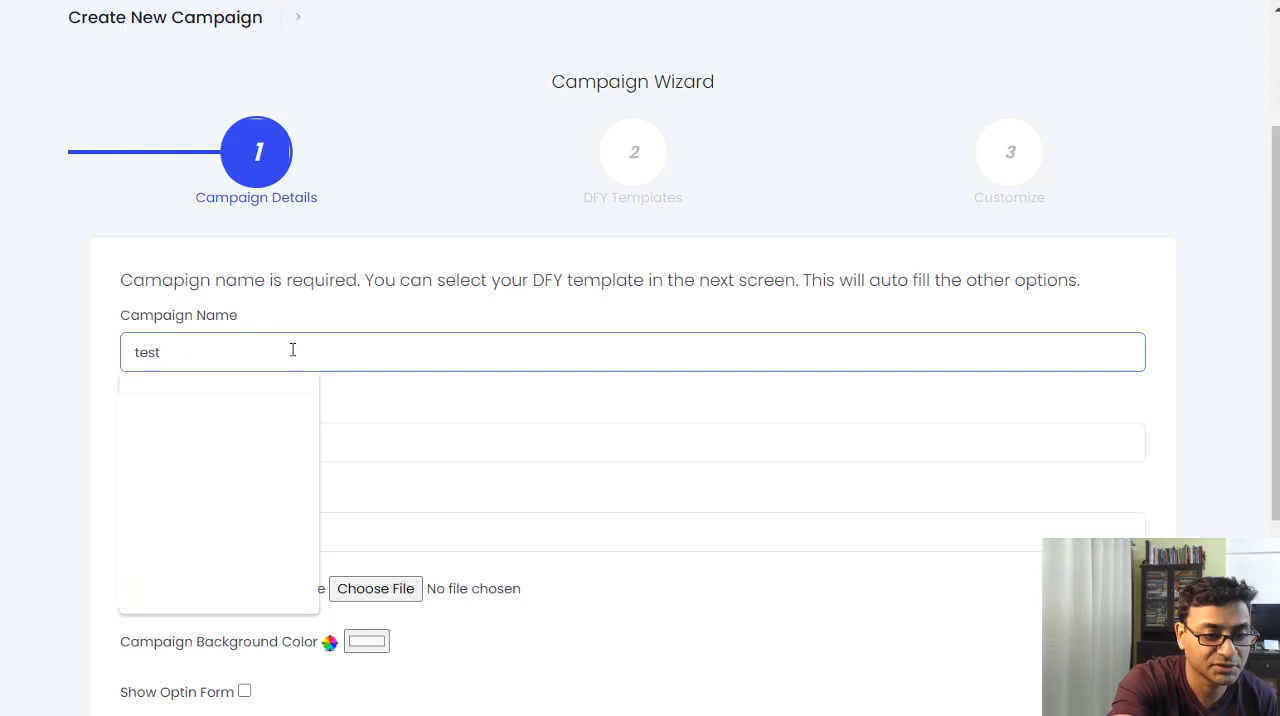 Create New Campaign >
Campaign Wizard
1
2
3
Campaign Details
DFY Templates
Customize
Camapign name is required. You can select your DFY template in the next screen. This will auto fill the other options.
Campaign Name
test
e Choose File No file chosen
Campaign Background Color
Show Optin Form